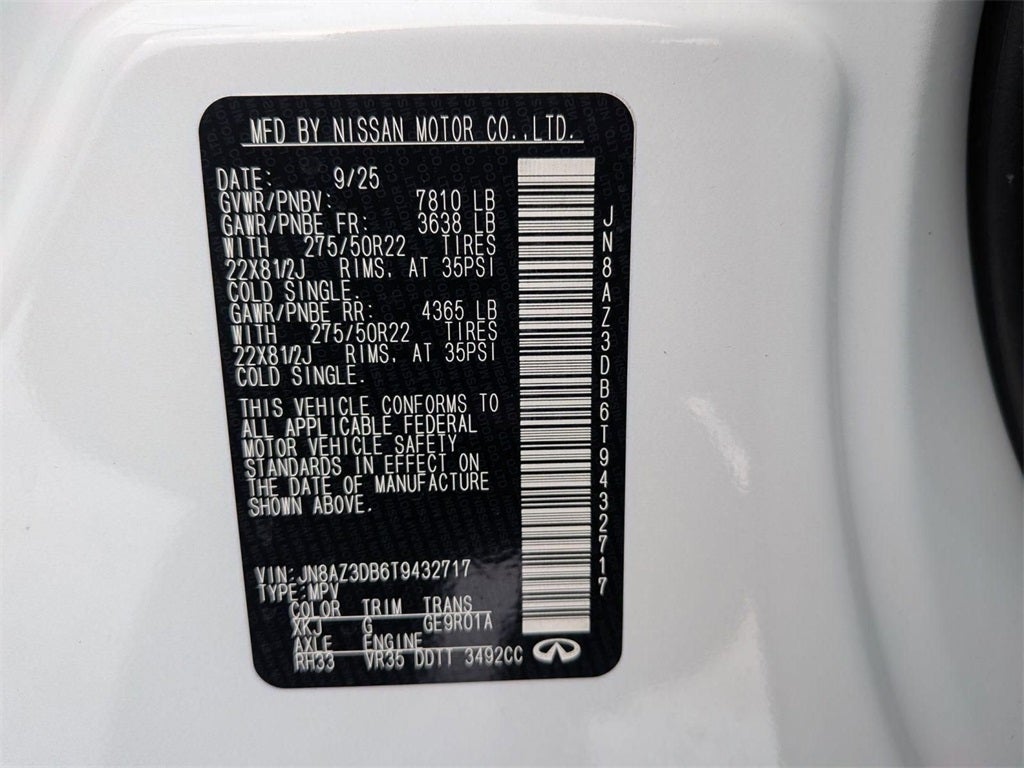 MFD BY NISSAN MOTOR CO.,LTD.
DATE: 9/25
GVWR/PNBV: 7810 LB
GAWR/PNBE FR: 3638 LB
WITH 275/50R22 TIRES
22X81/2J RIMS. AT 35PSI
COLD SINGLE.
GAWR/PNBE RR: 4365 LB
WITH 275/50R22 TIRES
22X81/2J RIMS. AT 35PSI
COLD SINGLE.
THIS VEHICLE CONFORMS TO
ALL APPLICABLE FEDERAL
MOTOR VEHICLE SAFETY
STANDARDS IN EFFECT ON
THE DATE OF MANUFACTURE
SHOWN ABOVE.
VIN:JN8AZ3DB6T9432717
TYPE:MPV
COLOR TRIM TRANS
XKJ G GE9R01A
AXLE ENGINE
RH33 VR35 DDTT 3492CC
JN8AZ3DB6T9432717